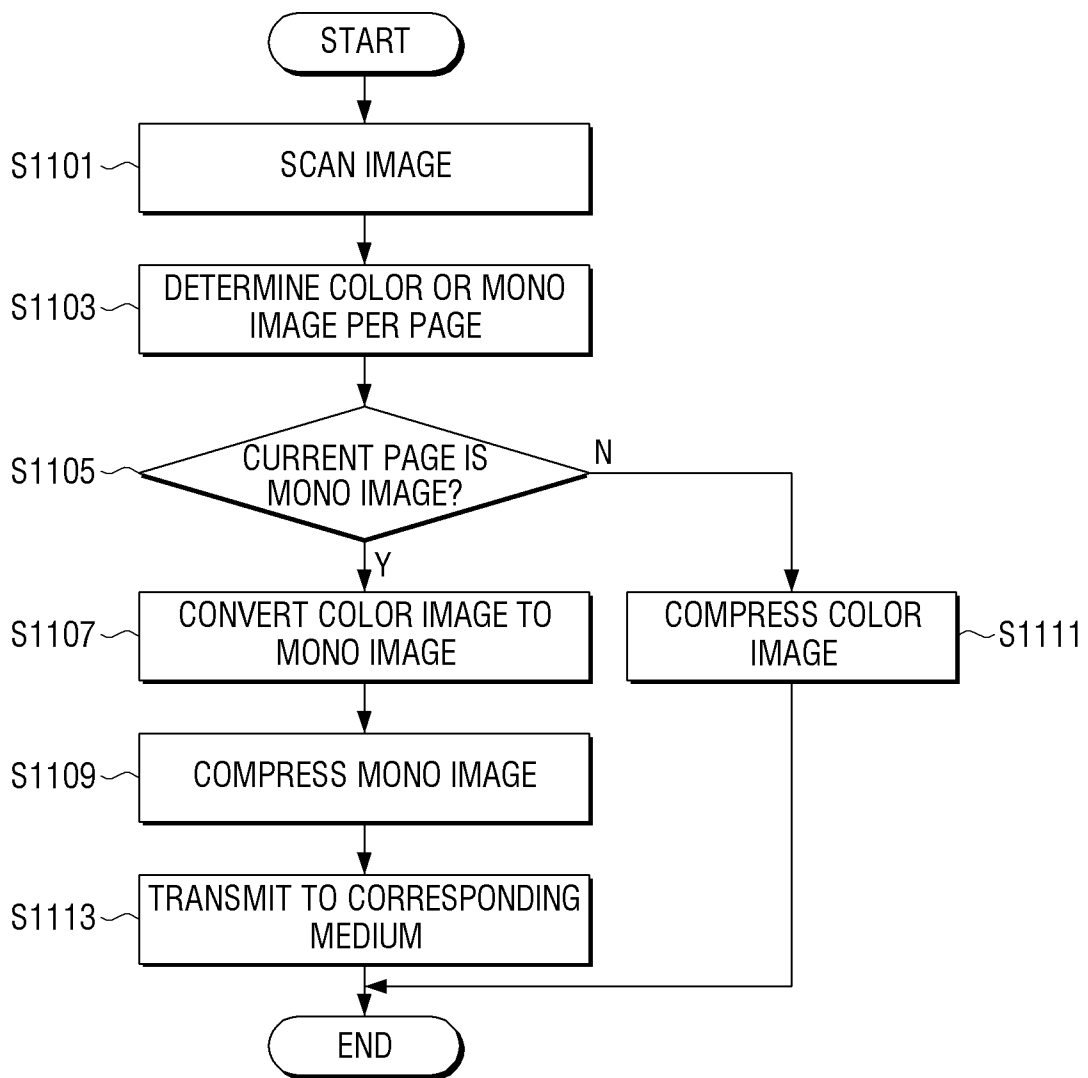 START
S1101
SCAN IMAGE
S1103
DETERMINE COLOR OR MONO
IMAGE PER PAGE
S1105
CURRENT PAGE IS
MONO IMAGE?
N
Y
S1107
CONVERT COLOR IMAGE TO
MONO IMAGE
COMPRESS COLOR
IMAGE
S1111
S1109
COMPRESS MONO IMAGE
S1113
TRANSMIT TO CORRESPONDING
MEDIUM
END